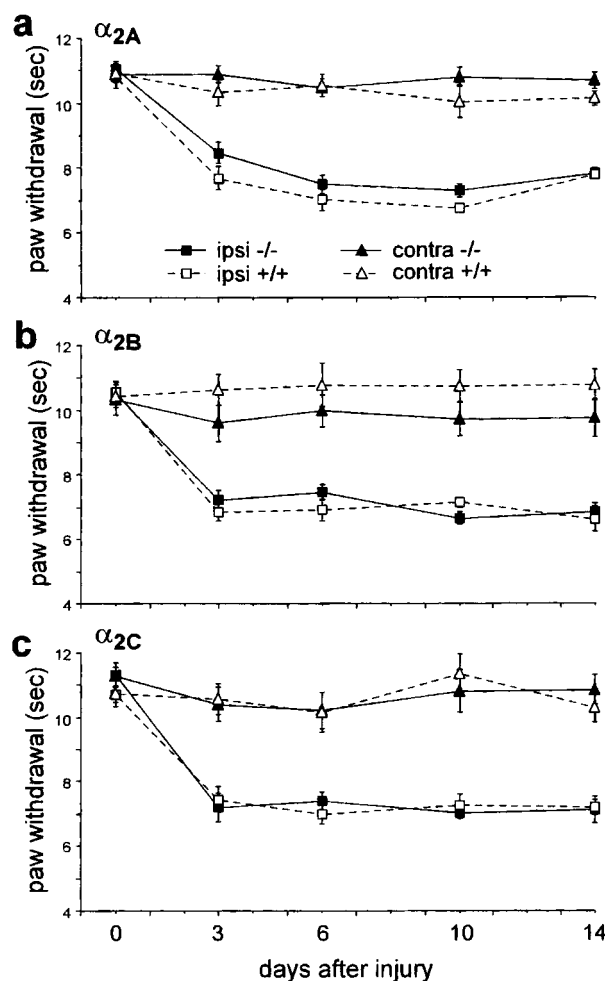 a α2A
12
10
8
6
4
paw withdrawal (sec)
ipsi -/- contra -/-
ipsi +/+ contra +/+
b α2B
12
10
8
6
4
paw withdrawal (sec)
c α2C
12
10
8
6
4
paw withdrawal (sec)
0 3 6 10 14
days after injury